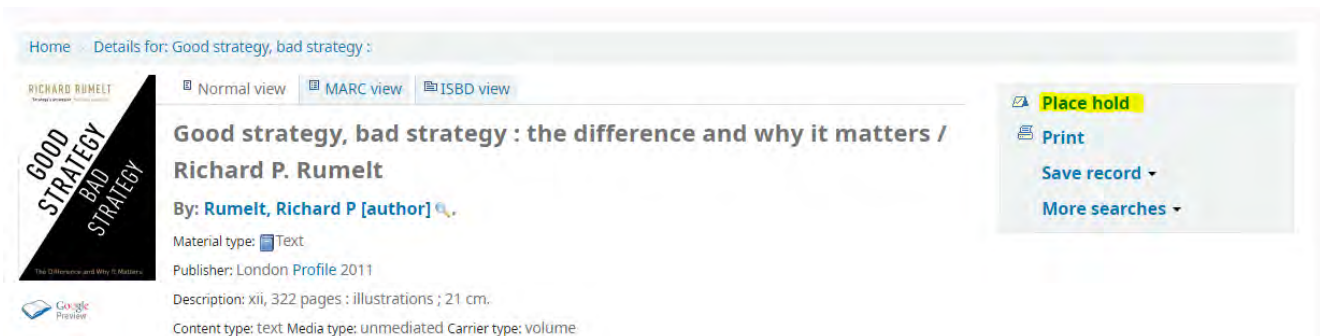 Home Details for: Good strategy, bad strategy :
RICHARD RUMELT
GOOD
STRATEGY
BAD
STRATEGY
The Difference and Why It Matters
Google
Preview
Normal view MARC view ISBD view
Good strategy, bad strategy : the difference and why it matters /
Richard P. Rumelt
By: Rumelt, Richard P [author] .
Material type: Text
Publisher: London Profile 2011
Description: xii, 322 pages : illustrations ; 21 cm.
Content type: text Media type: unmediated Carrier type: volume
Place hold
Print
Save record
More searches